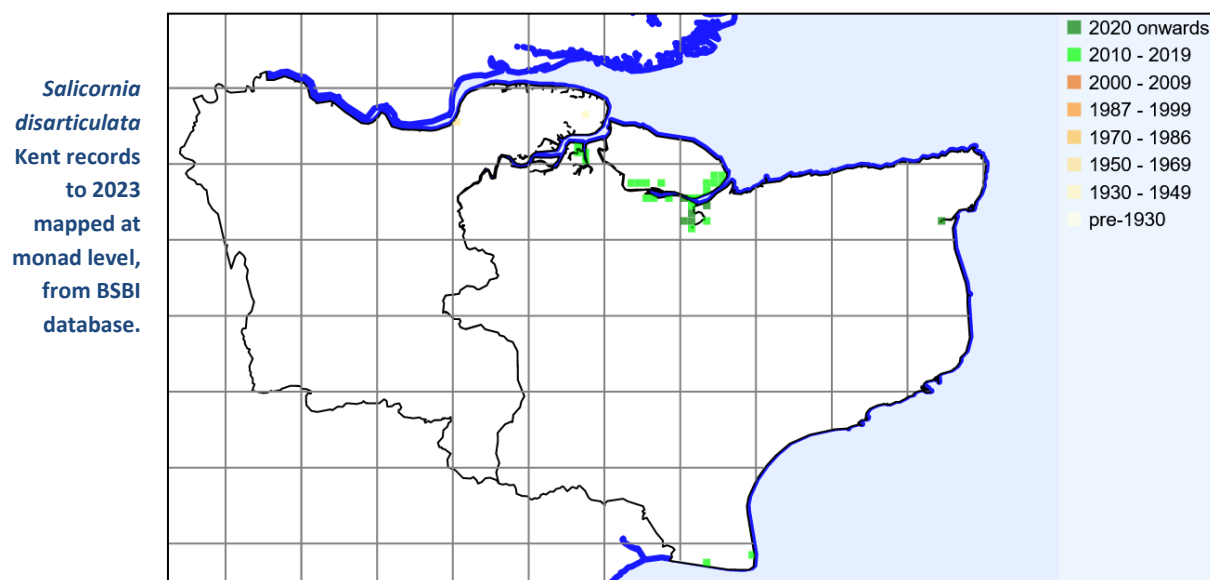 Salicornia
disarticulata
Kent records
to 2023
mapped at
monad level,
from BSBI
database.
2020 onwards
2010 - 2019
2000 - 2009
1987 - 1999
1970 - 1986
1950 - 1969
1930 - 1949
pre-1930